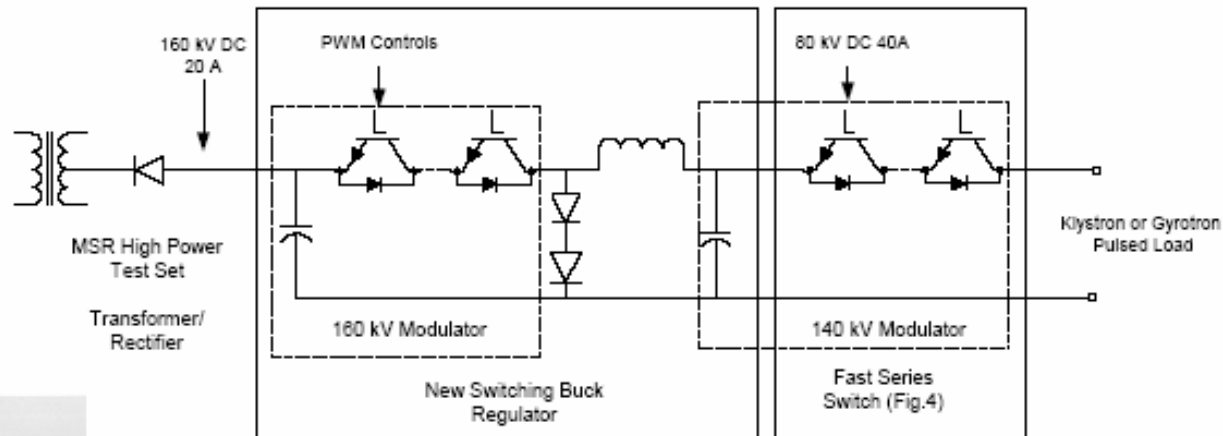 160 kV DC
20 A
PWM Controls
80 kV DC 40A
MSR High Power
Test Set
Transformer/
Rectifier
160 kV Modulator
New Switching Buck
Regulator
140 kV Modulator
Fast Series
Switch (Fig.4)
Klystron or Gyrotron
Pulsed Load